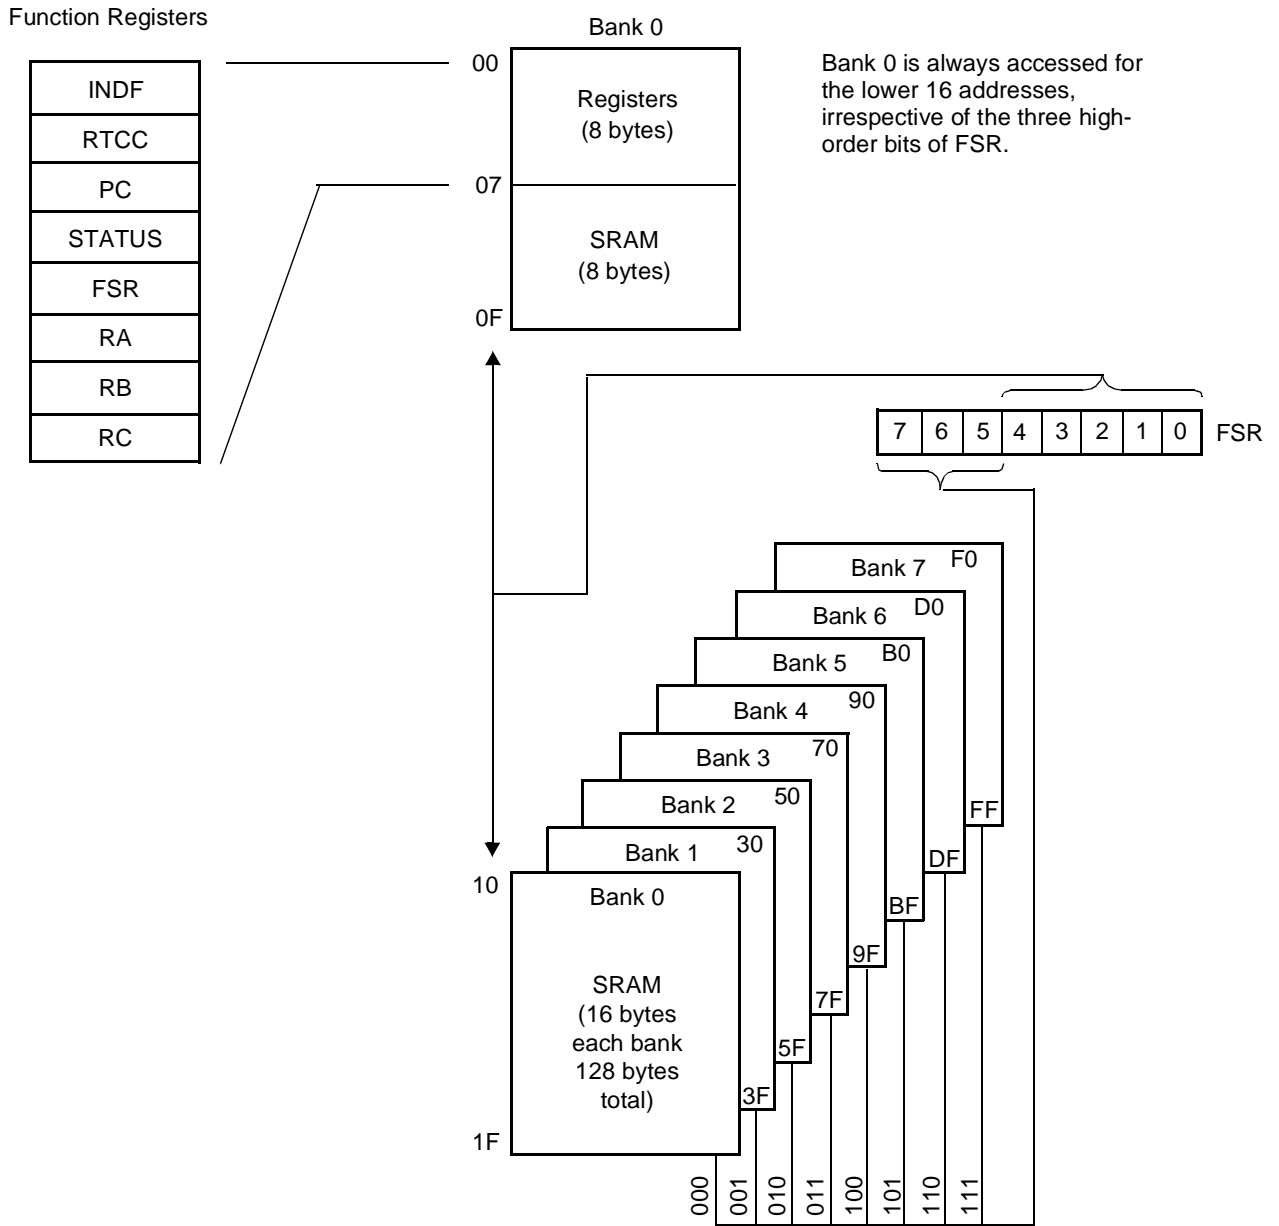 Function Registers
INDF
RTCC
PC
STATUS
FSR
RA
RB
RC
Bank 0
00
Registers
(8 bytes)
07
SRAM
(8 bytes)
0F
Bank 0 is always accessed for
the lower 16 addresses,
irrespective of the three high-
order bits of FSR.
7 6 5 4 3 2 1 0 FSR
Bank 7 F0
Bank 6 D0
Bank 5 B0
Bank 4 90
Bank 3 70
Bank 2 50
Bank 1 30
10
Bank 0
SRAM
(16 bytes
each bank
128 bytes
total)
1F
3F
5F
7F
9F
BF
DF
FF
000
001
010
011
100
101
110
111